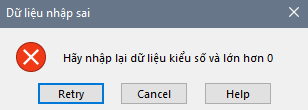 Dữ liệu nhập sai
Hãy nhập lại dữ liệu kiểu số và lớn hơn 0
Retry
Cancel
Help